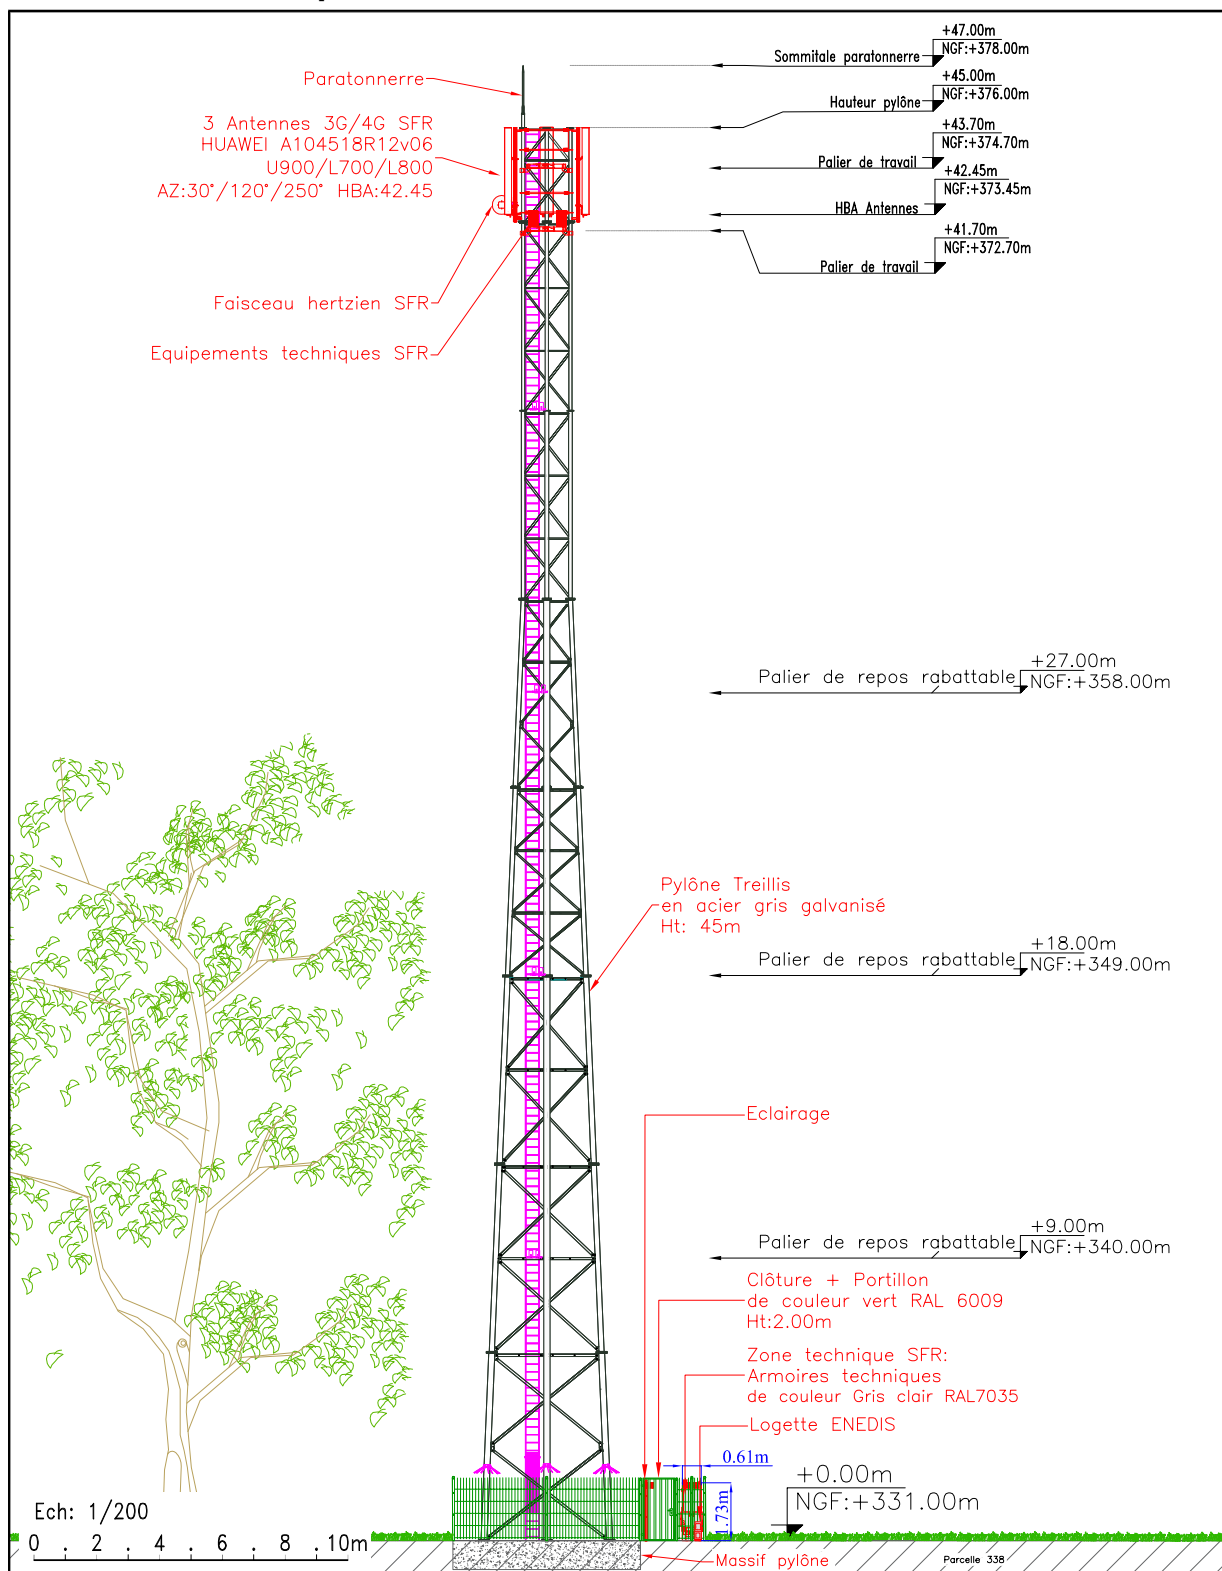 +47.00m
Sommitale paratonnerre
NGF:+378.00m
Paratonnerre
+45.00m
NGF:+376.00m
Hauteur pylône
3 Antennes 3G/4G SFR
HUAWEI A104518R12v06
U900/L700/L800
AZ:30°/120°/250° HBA:42.45
+43.70m
NGF:+374.70m
Palier de travail
+42.45m
NGF:+373.45m
HBA Antennes
+41.70m
NGF:+372.70m
Palier de travail
Faisceau hertzien SFR
Equipements techniques SFR
+27.00m
Palier de repos rabattable
NGF:+358.00m
Pylône Treillis
en acier gris galvanisé
Ht: 45m
+18.00m
Palier de repos rabattable
NGF:+349.00m
Eclairage
+9.00m
Palier de repos rabattable
NGF:+340.00m
Clôture + Portillon
de couleur vert RAL 6009
Ht:2.00m
Zone technique SFR:
Armoires techniques
de couleur Gris clair RAL7035
Logette ENEDIS
0.61m
1.73m
+0.00m
NGF:+331.00m
Ech: 1/200
0 2 4 6 8 10m
Massif pylône
Parcelle 338